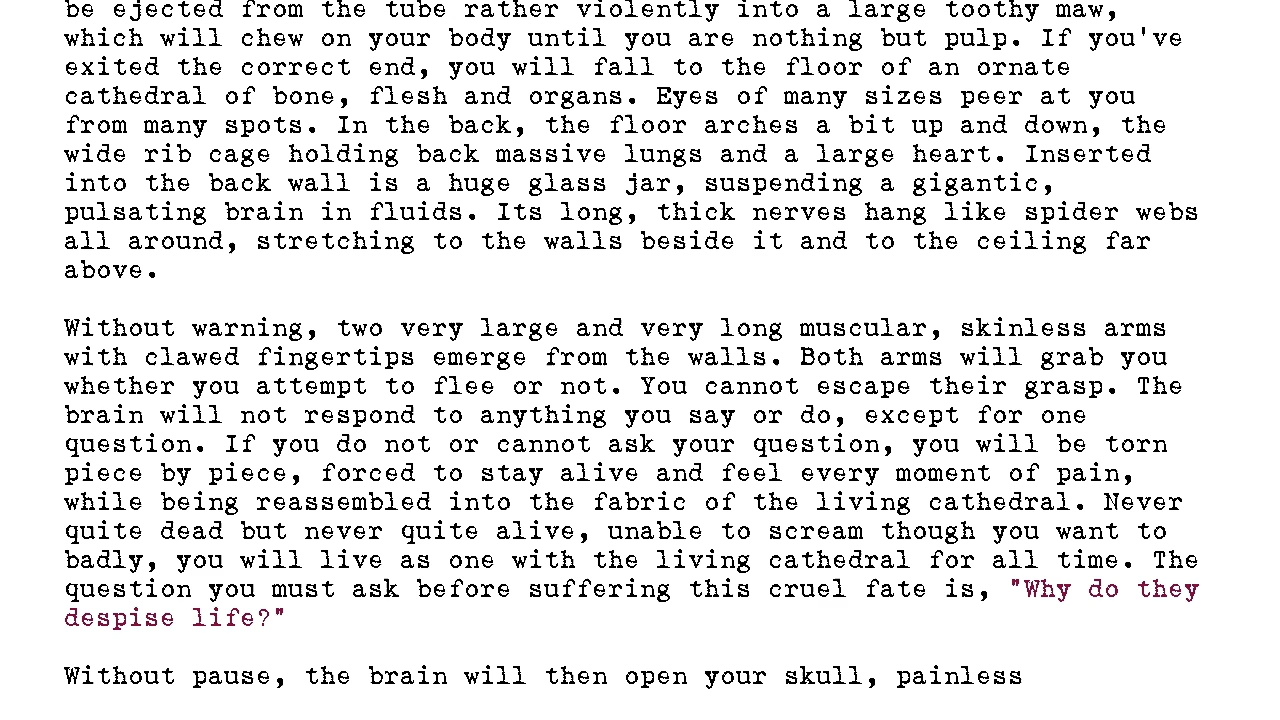 be ejected from the tube rather violently into a large toothy maw,
which will chew on your body until you are nothing but pulp. If you've
exited the correct end, you will fall to the floor of an ornate
cathedral of bone, flesh and organs. Eyes of many sizes peer at you
from many spots. In the back, the floor arches a bit up and down, the
wide rib cage holding back massive lungs and a large heart. Inserted
into the back wall is a huge glass jar, suspending a gigantic,
pulsating brain in fluids. Its long, thick nerves hang like spider webs
all around, stretching to the walls beside it and to the ceiling far
above.
Without warning, two very large and very long muscular, skinless arms
with clawed fingertips emerge from the walls. Both arms will grab you
whether you attempt to flee or not. You cannot escape their grasp. The
brain will not respond to anything you say or do, except for one
question. If you do not or cannot ask your question, you will be torn
piece by piece, forced to stay alive and feel every moment of pain,
while being reassembled into the fabric of the living cathedral. Never
quite dead but never quite alive, unable to scream though you want to
badly, you will live as one with the living cathedral for all time. The
question you must ask before suffering this cruel fate is, "Why do they
despise life?"
Without pause, the brain will then open your skull, painless